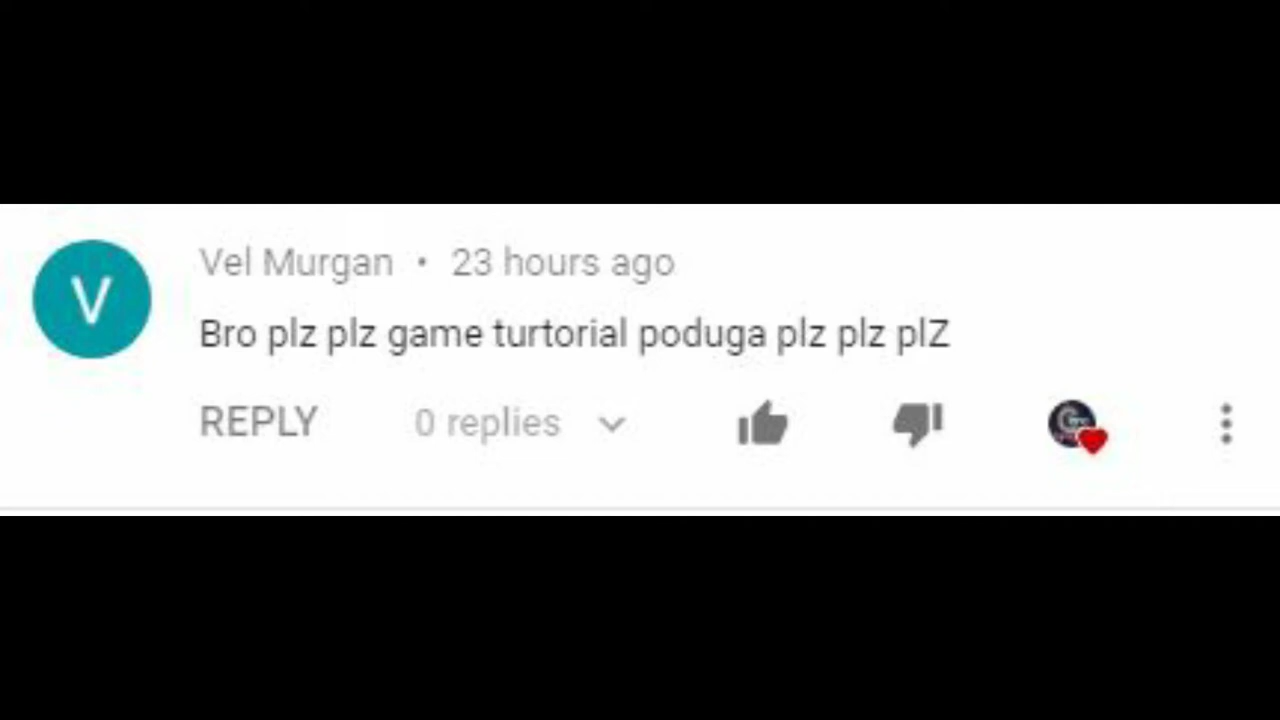 V
Vel Murgan • 23 hours ago
Bro plz plz game turtorial poduga plz plz plZ
REPLY 0 replies